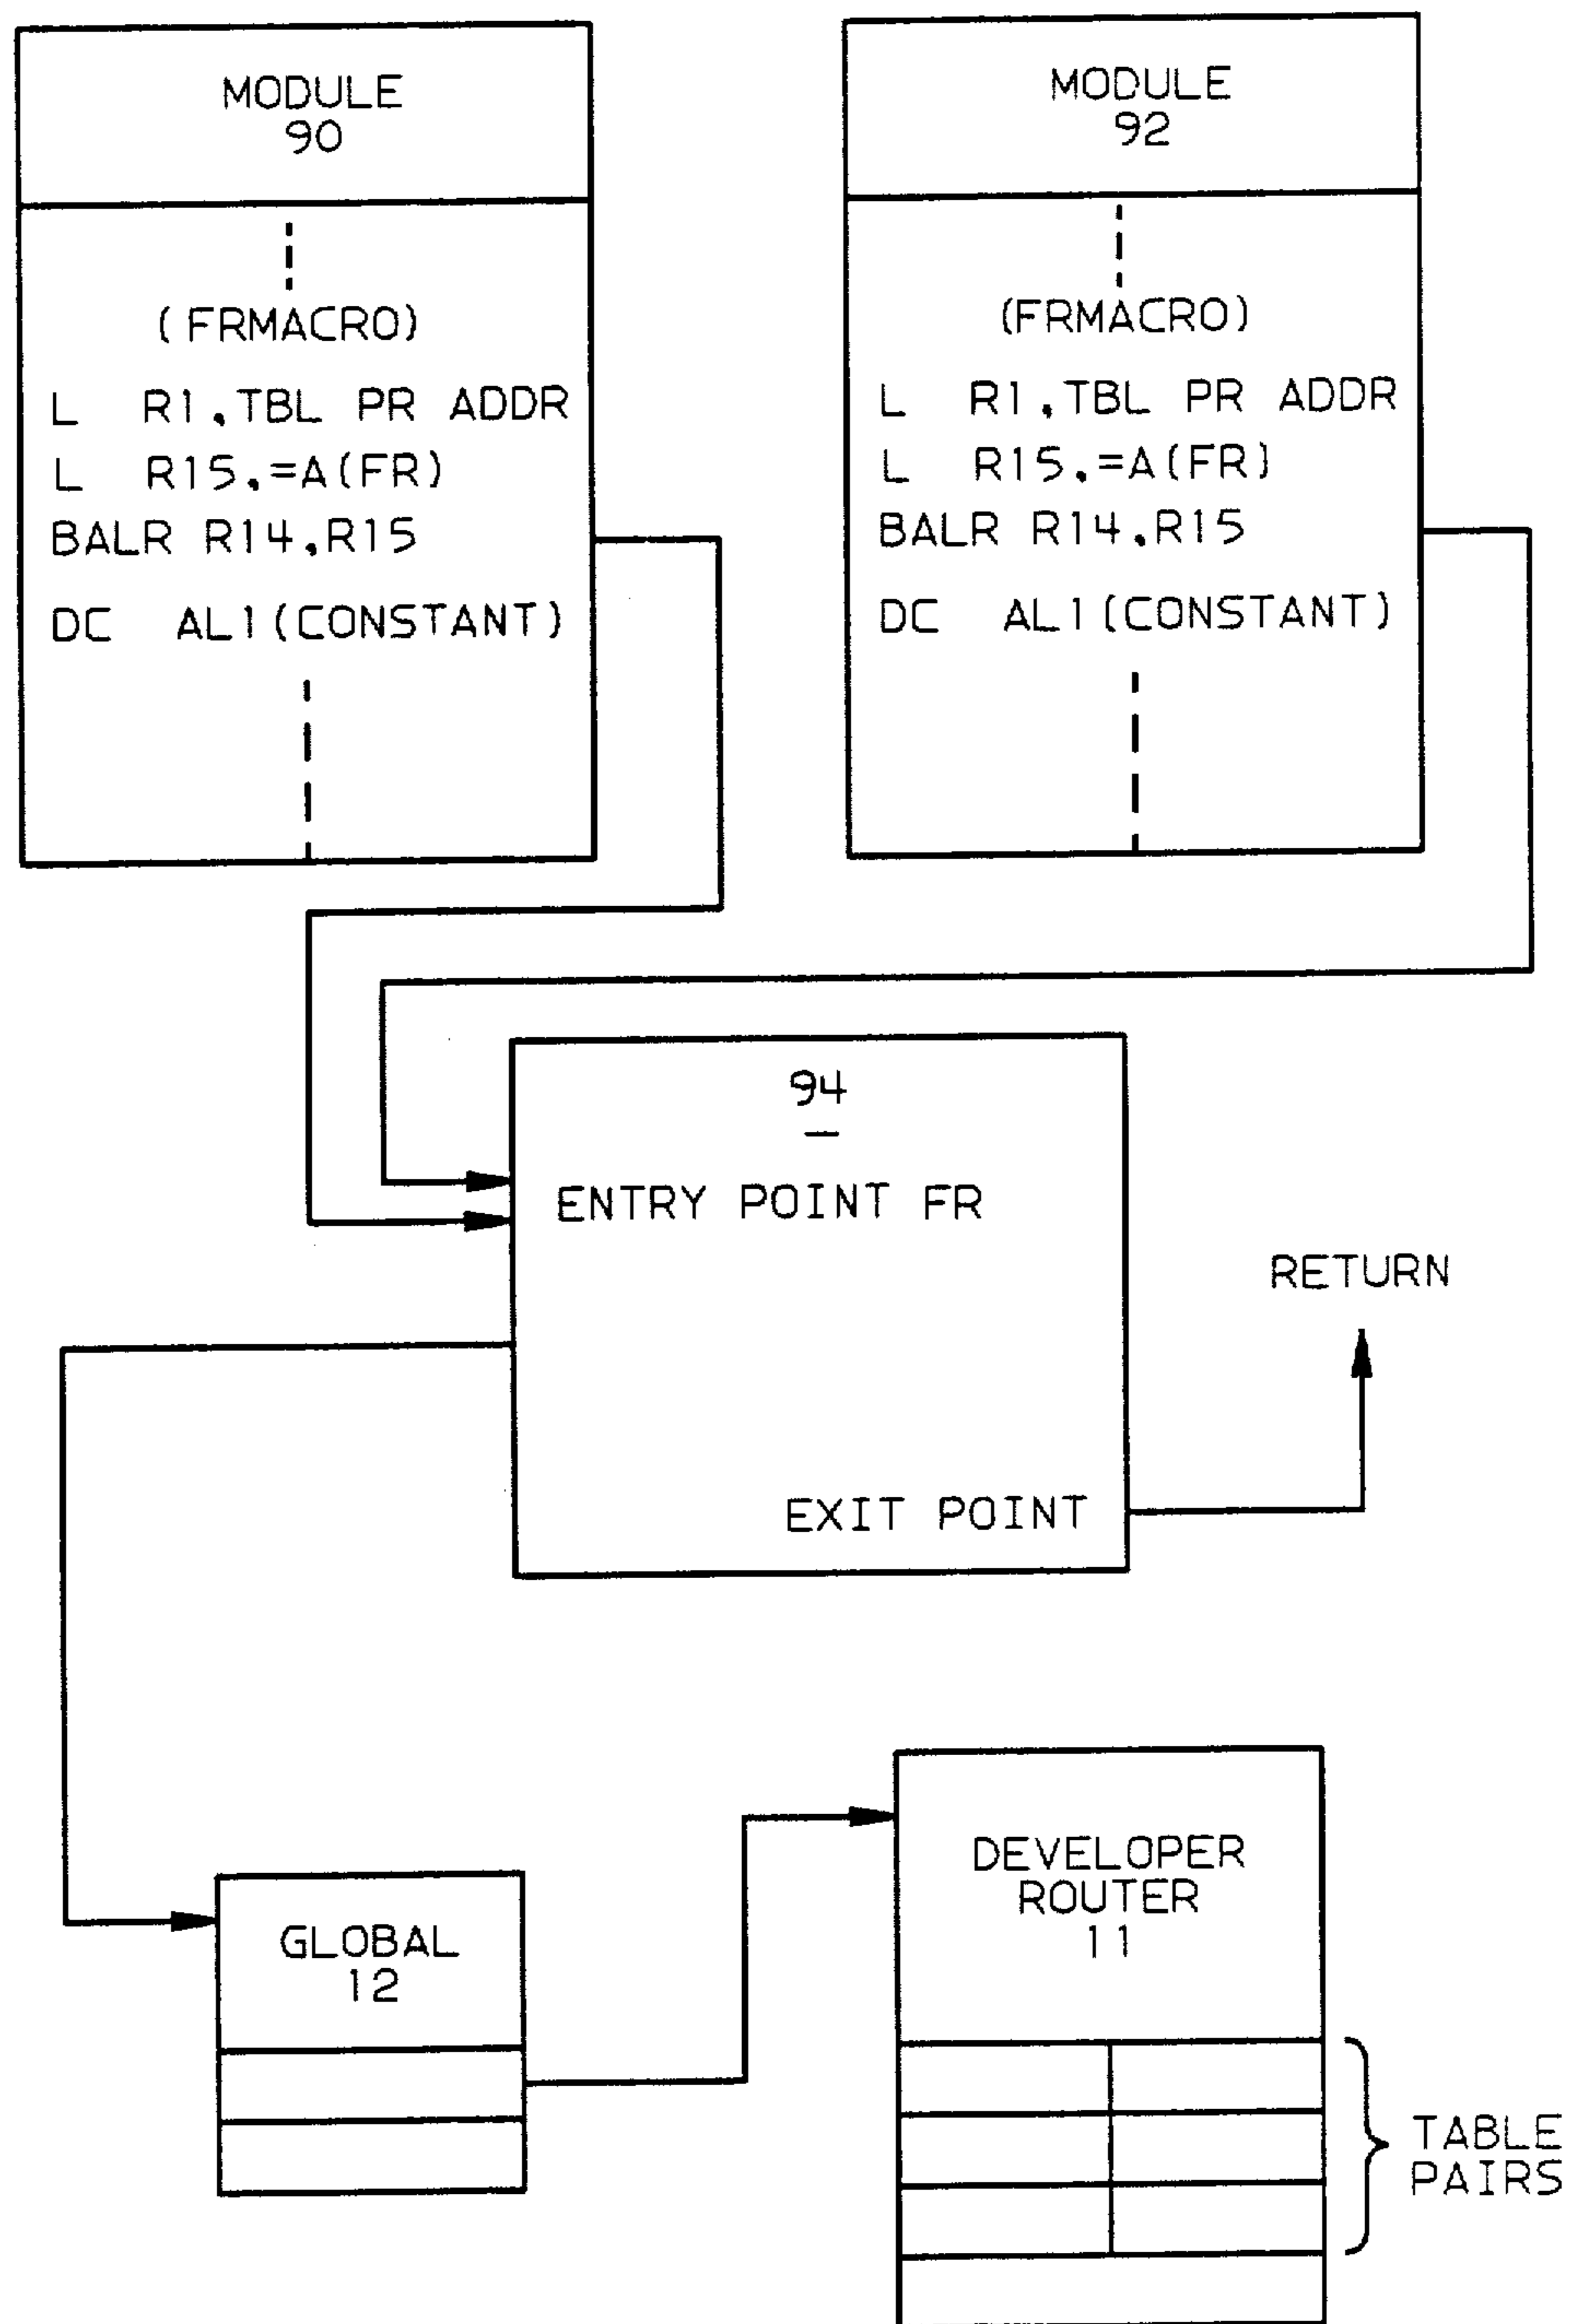 MODULE
90
(FRMACRO)
L R1,TBL PR ADDR
L R15,=A(FR)
BALR R14,R15
DC AL1(CONSTANT)
MODULE
92
(FRMACRO)
L R1,TBL PR ADDR
L R15,=A(FR)
BALR R14,R15
DC AL1(CONSTANT)
94
ENTRY POINT FR
RETURN
EXIT POINT
GLOBAL
12
DEVELOPER
ROUTER
11
TABLE
PAIRS